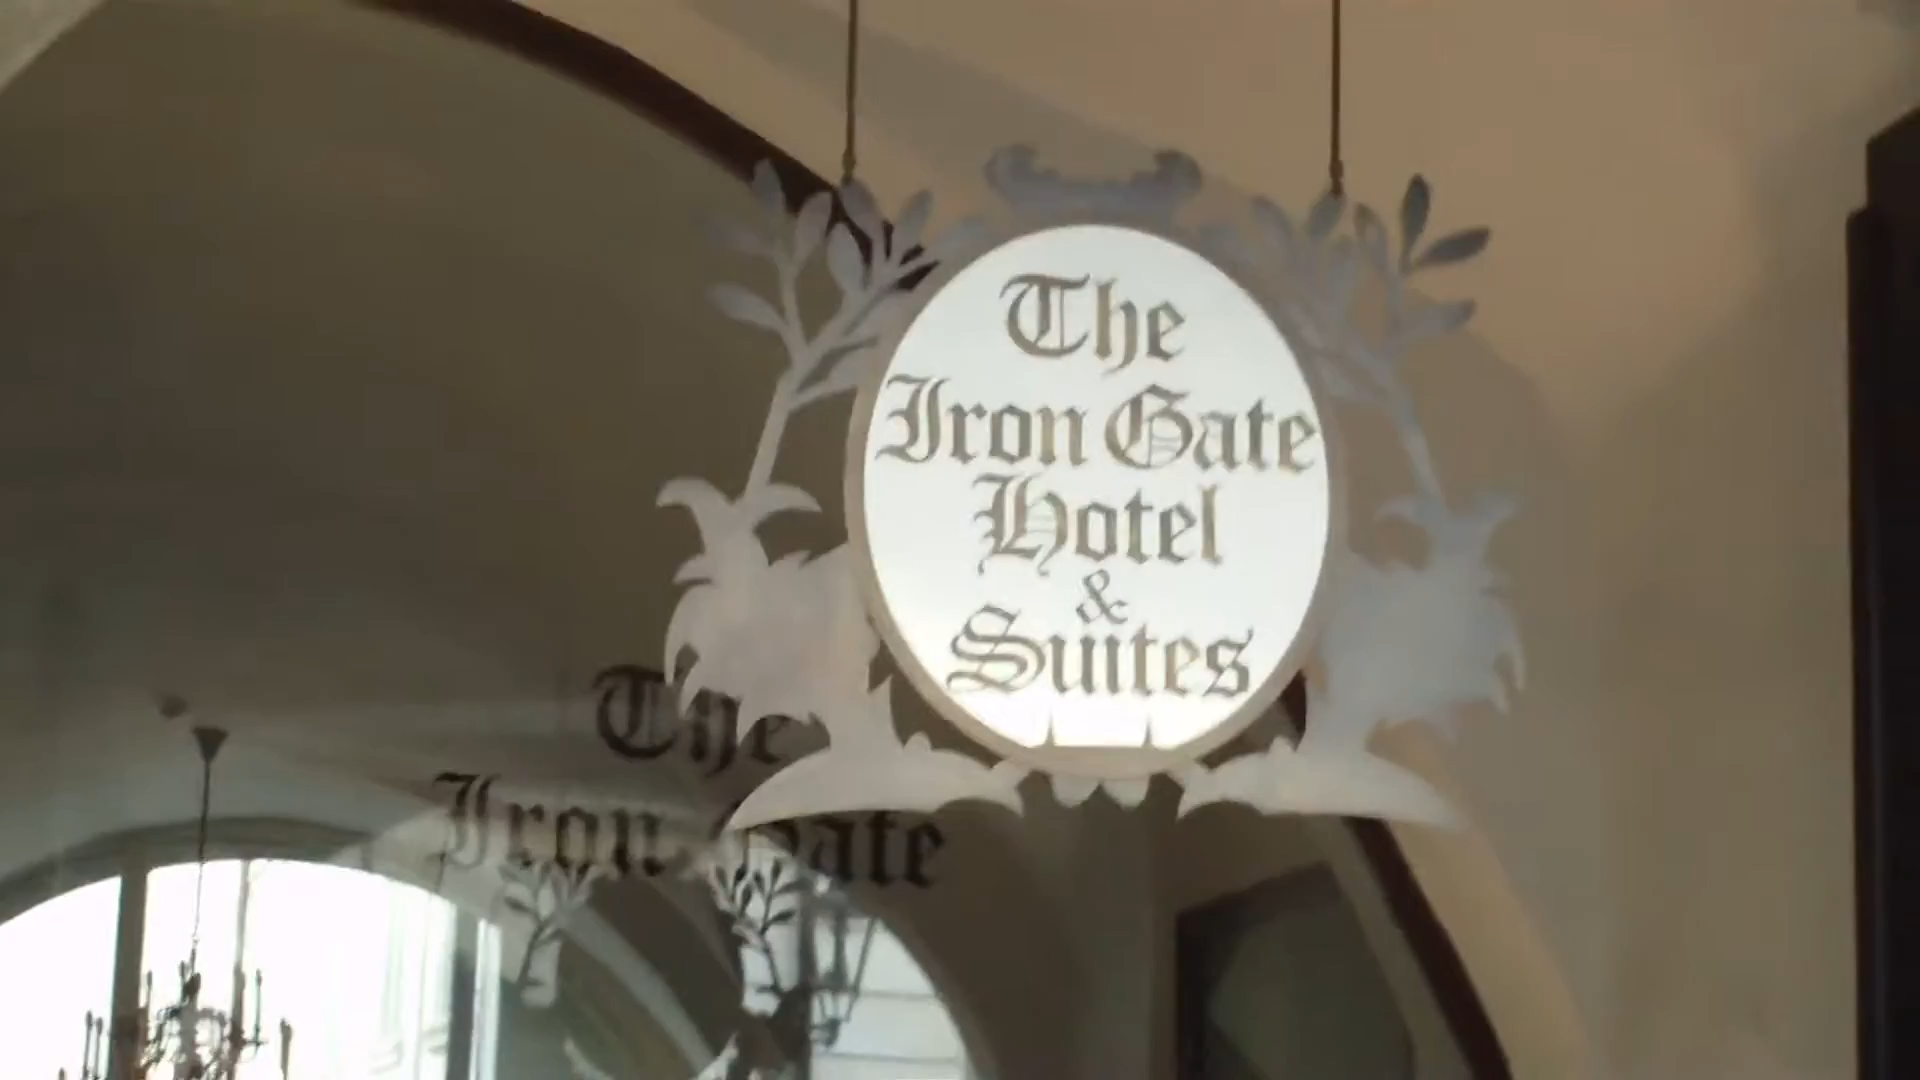 The
Iron Gate
Hotel
&
Suites
The
Iron Gate